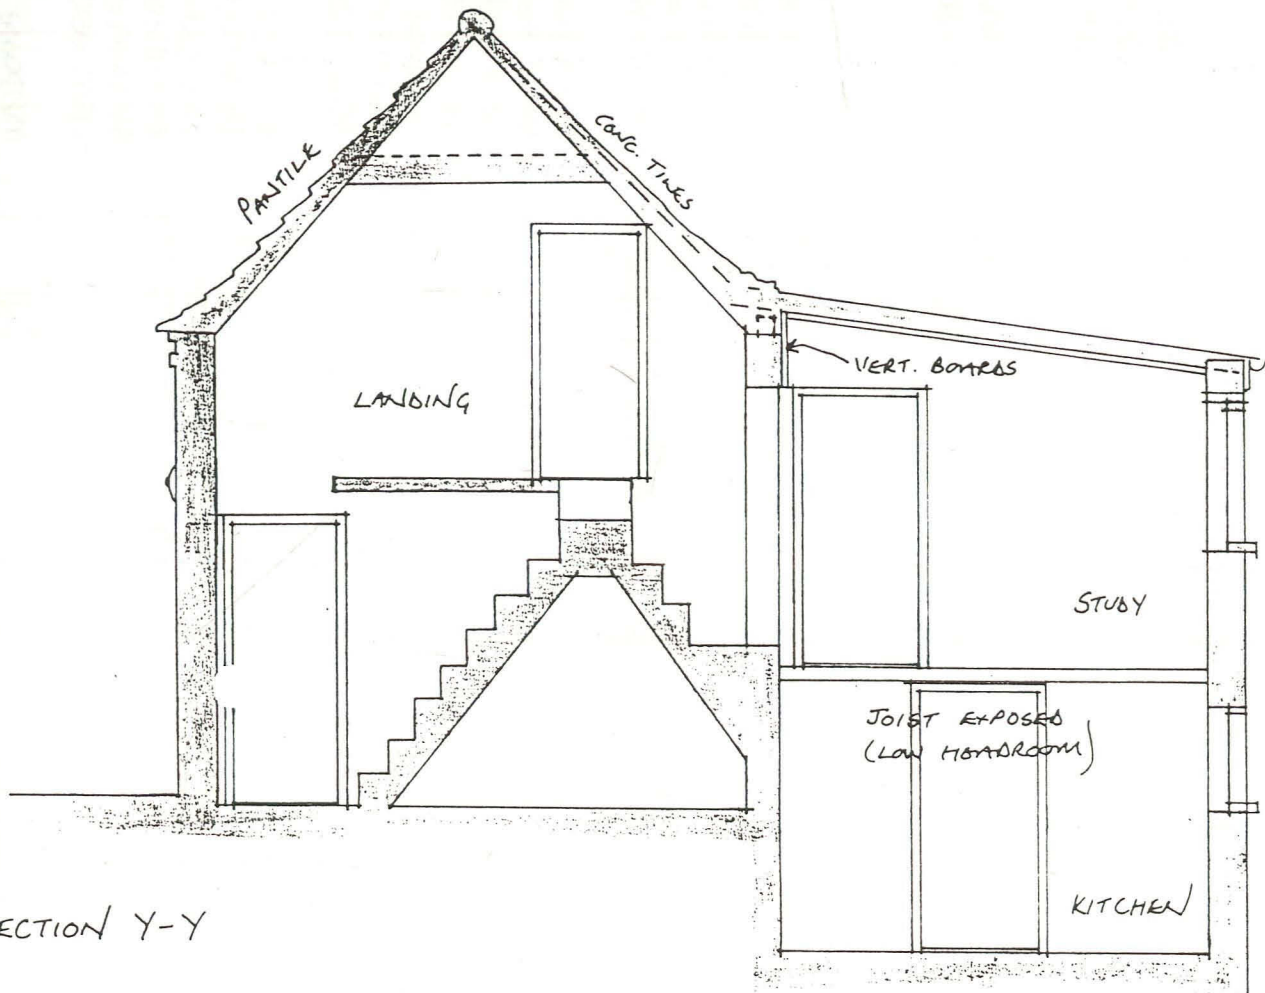 PANTILE
CONC. TILES
VERT. BOARDS
LANDING
STUDY
JOIST EXPOSED
(LOW HEADROOM)
KITCHEN
ECTION Y-Y